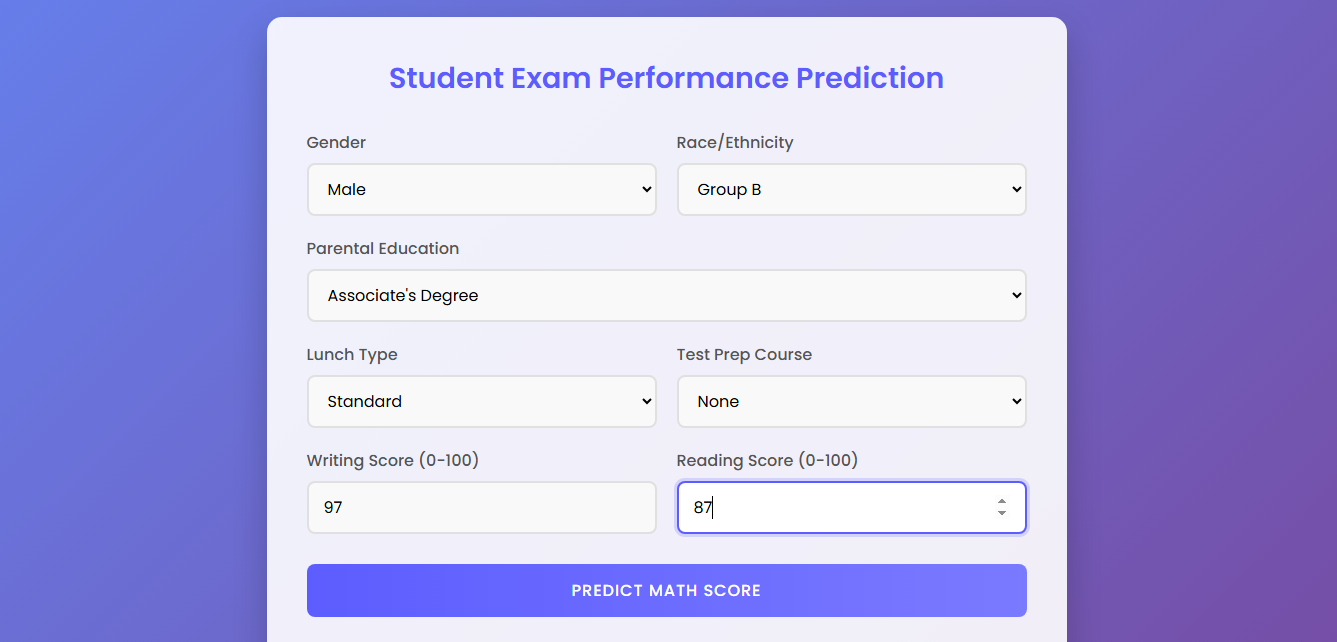 Student Exam Performance Prediction
Gender
Race/Ethnicity
Male
Group B
Parental Education
Associate's Degree
Lunch Type
Test Prep Course
Standard
None
Writing Score (0-100)
Reading Score (0-100)
97
87
PREDICT MATH SCORE